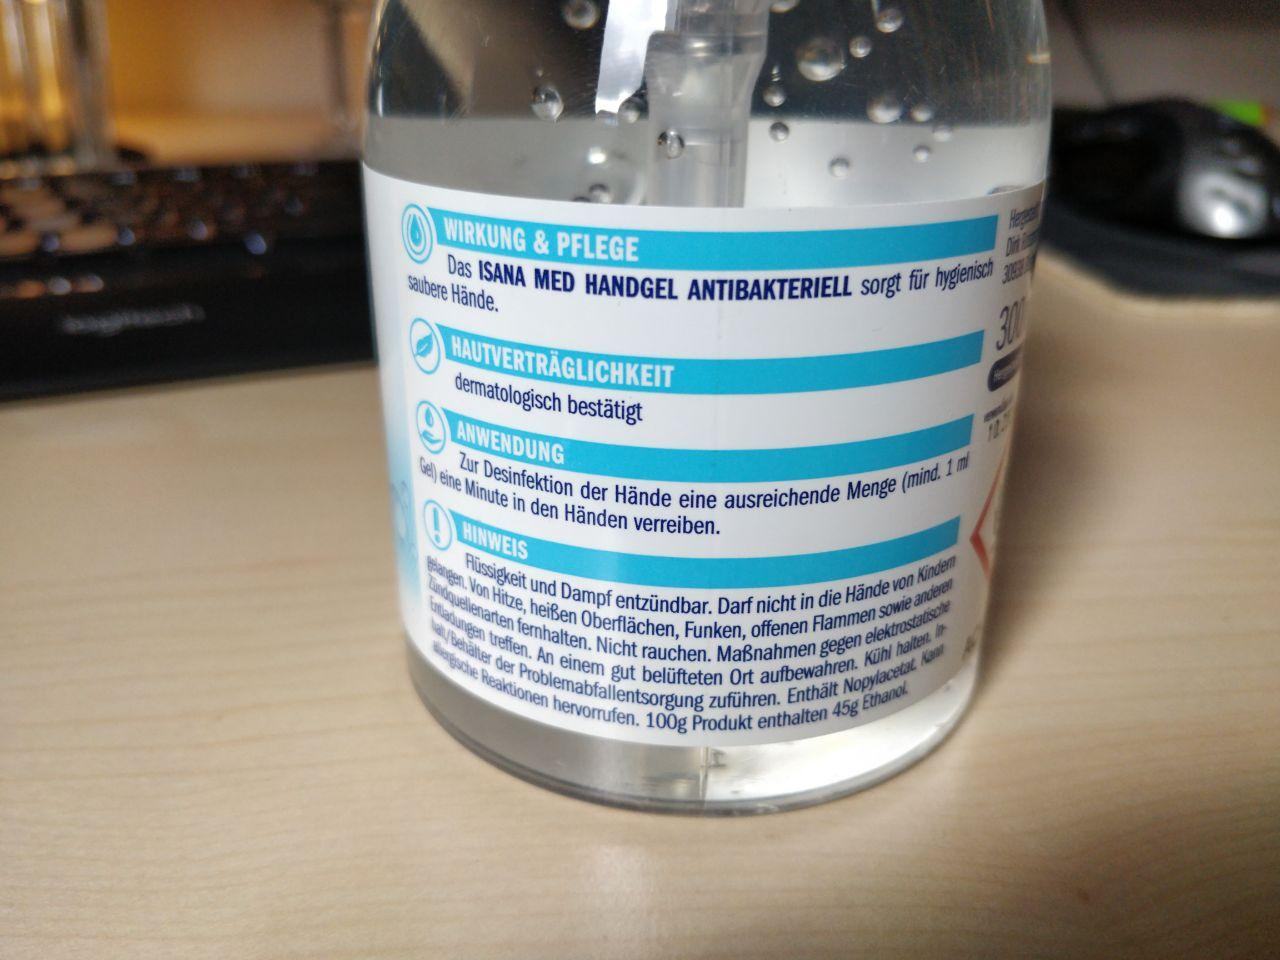 WIRKUNG & PFLEGE
Das ISANA MED HANDGEL ANTIBAKTERIELL sorgt für hygienisch
saubere Hände.
HAUTVERTRÄGLICHKEIT
dermatologisch bestätigt
ANWENDUNG
Zur Desinfektion der Hände eine ausreichende Menge (mind. 1 ml
Gel) eine Minute in den Händen verreiben.
HINWEIS
Flüssigkeit und Dampf entzündbar. Darf nicht in die Hände von Kindern
gelangen. Von Hitze, heißen Oberflächen, Funken, offenen Flammen sowie anderen
Zündquellenarten fernhalten. Nicht rauchen. Maßnahmen gegen elektrostatische
Entladungen treffen. An einem gut belüfteten Ort aufbewahren. Kühl halten. In-
halt/Behälter der Problemabfallentsorgung zuführen. Enthält Nopylacetat. Kann
allergische Reaktionen hervorrufen. 100g Produkt enthalten 45g Ethanol.
Dirk
300